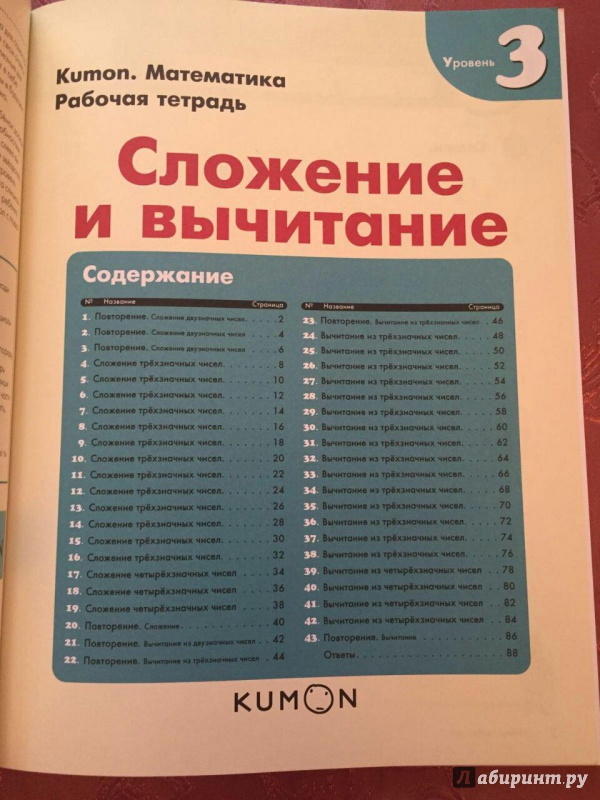 Уровень 3
Kumon. Математика
Рабочая тетрадь
Сложение
и вычитание
Содержание
№ Название Страница
1. Повторение. Сложение двузначных чисел. . . . . 2
2. Повторение. Сложение двузначных чисел . . . . . 4
3. Повторение. Сложение двузначных чисел . . . . . 6
4. Сложение трёхзначных чисел. . . . . . . 8
5. Сложение трёхзначных чисел. . . . . . . 10
6. Сложение трёхзначных чисел. . . . . . . 12
7. Сложение трёхзначных чисел. . . . . . . 14
8. Сложение трёхзначных чисел. . . . . . . 16
9. Сложение трёхзначных чисел. . . . . . . 18
10. Сложение трёхзначных чисел. . . . . . . 20
11. Сложение трёхзначных чисел. . . . . . . 22
12. Сложение трёхзначных чисел. . . . . . . 24
13. Сложение трёхзначных чисел. . . . . . . 26
14. Сложение трёхзначных чисел. . . . . . . 28
15. Сложение трёхзначных чисел. . . . . . . 30
16. Сложение трёхзначных чисел. . . . . . . 32
17. Сложение четырёхзначных чисел . . . . . 34
18. Сложение четырёхзначных чисел . . . . . 36
19. Сложение четырёхзначных чисел . . . . . 38
20. Повторение. Сложение. . . . . . . . . . 40
21. Повторение. Вычитание из двузначных чисел . . . 42
22. Повторение. Вычитание из трёхзначных чисел . . . 44
№ Название Страница
23. Повторение. Вычитание из трёхзначных чисел . . . 46
24. Вычитание из трёхзначных чисел. . . . . 48
25. Вычитание из трёхзначных чисел. . . . . 50
26. Вычитание из трёхзначных чисел. . . . . 52
27. Вычитание из трёхзначных чисел. . . . . 54
28. Вычитание из трёхзначных чисел. . . . . 56
29. Вычитание из трёхзначных чисел. . . . . 58
30. Вычитание из трёхзначных чисел. . . . . 60
31. Вычитание из трёхзначных чисел. . . . . 62
32. Вычитание из трёхзначных чисел. . . . . 64
33. Вычитание из трёхзначных чисел. . . . . 66
34. Вычитание из трёхзначных чисел. . . . . 68
35. Вычитание из трёхзначных чисел. . . . . 70
36. Вычитание из трёхзначных чисел. . . . . 72
37. Вычитание из трёхзначных чисел. . . . . 74
38. Вычитание из трёхзначных чисел. . . . . 76
39. Вычитание из четырёхзначных чисел . . . 78
40. Вычитание из четырёхзначных чисел . . . 80
41. Вычитание из четырёхзначных чисел . . . 82
42. Вычитание из четырёхзначных чисел . . . 84
43. Повторения. Вычитание . . . . . . . . . 86
Ответы. . . . . . . . . . . . . . . 88
KUMON
Лабиринт.ру